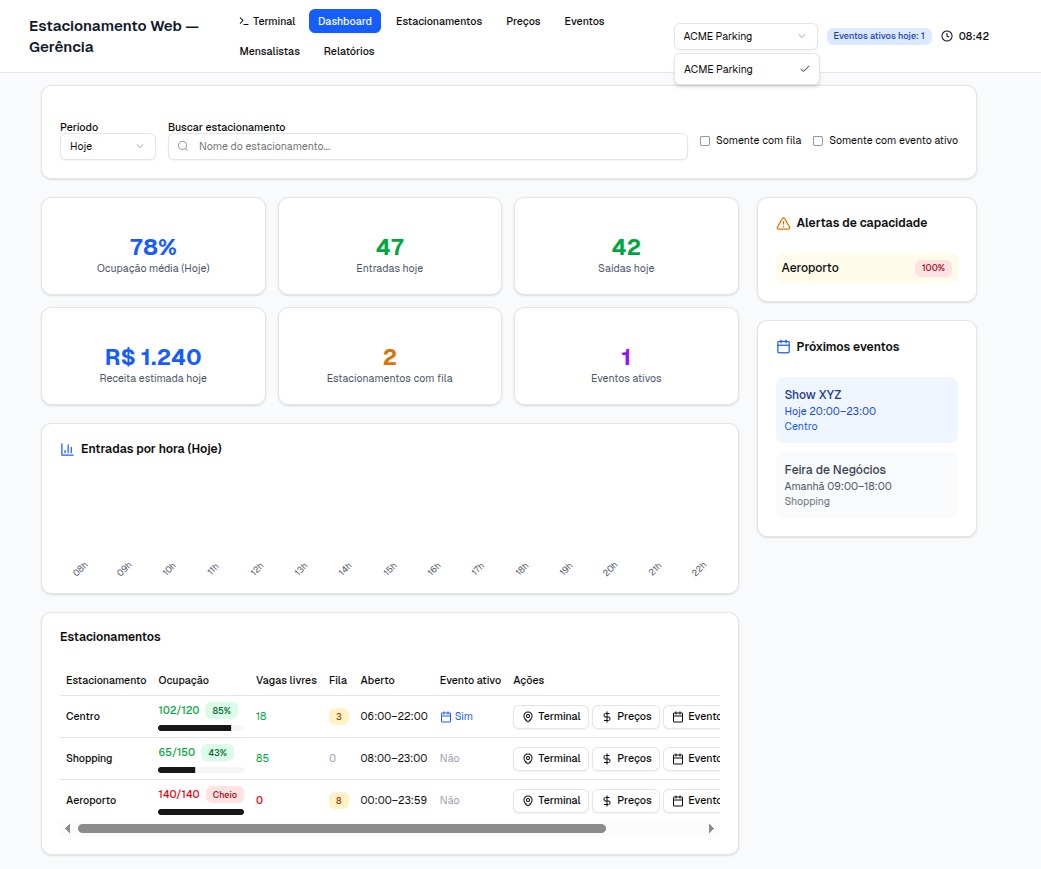 Estacionamento Web —
Gerência
Terminal
Dashboard
Estacionamentos
Preços
Eventos
Mensalistas
Relatórios
ACME Parking
Eventos ativos hoje: 1
08:42
ACME Parking
Período
Hoje
Buscar estacionamento
Nome do estacionamento...
Somente com fila
Somente com evento ativo
78%
Ocupação média (Hoje)
47
Entradas hoje
42
Saídas hoje
R$ 1.240
Receita estimada hoje
2
Estacionamentos com fila
1
Eventos ativos
Alertas de capacidade
Aeroporto 100%
Próximos eventos
Show XYZ
Hoje 20:00–23:00
Centro
Feira de Negócios
Amanhã 09:00–18:00
Shopping
Entradas por hora (Hoje)
08h 09h 10h 11h 12h 13h 14h 15h 16h 17h 18h 19h 20h 21h 22h
Estacionamentos
Estacionamento Ocupação Vagas livres Fila Aberto Evento ativo Ações
Centro 102/120 85% 18 3 06:00–22:00 Sim Terminal Preços Evento
Shopping 65/150 43% 85 0 08:00–23:00 Não Terminal Preços Evento
Aeroporto 140/140 Cheio 0 8 00:00–23:59 Não Terminal Preços Evento